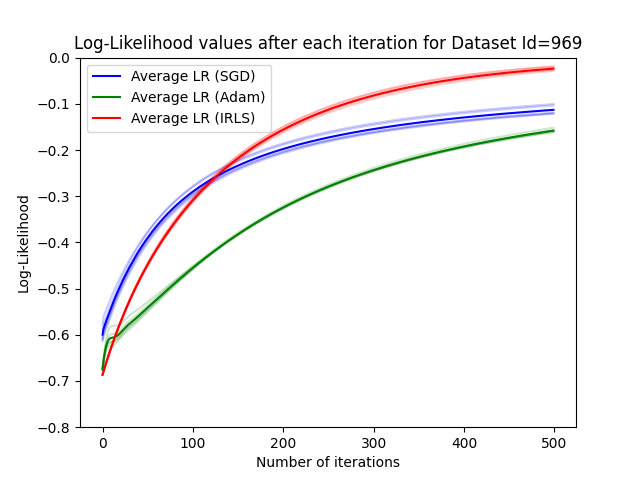 Log-Likelihood values after each iteration for Dataset Id=969
Average LR (SGD)
Average LR (Adam)
Average LR (IRLS)
0.0
−0.1
−0.2
−0.3
−0.4
−0.5
−0.6
−0.7
−0.8
Log-Likelihood
0 100 200 300 400 500
Number of iterations